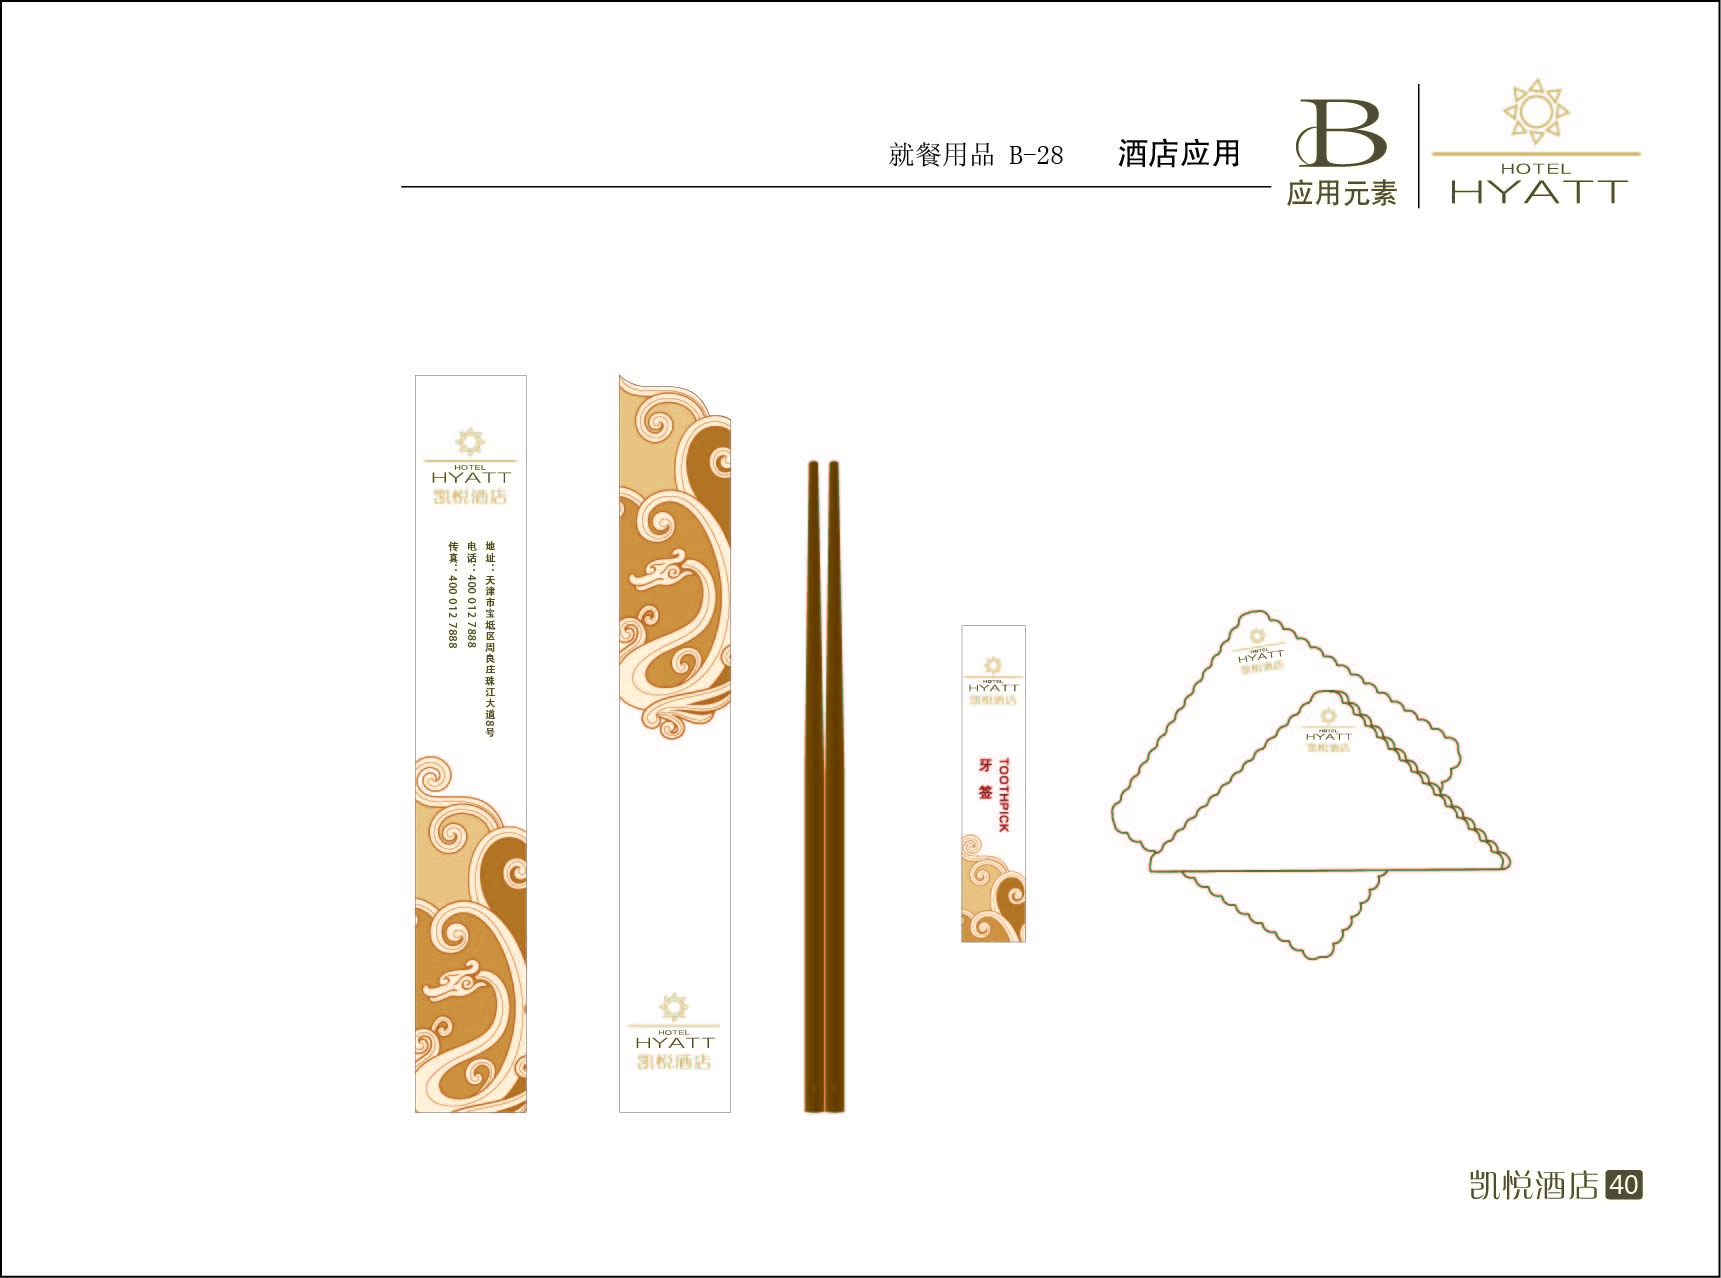 就餐用品 B-28
酒店应用
B
应用元素
HOTEL
HYATT
HOTEL
HYATT
凯悦酒店
地址：天津市宝坻区周良庄珠江大道8号
电话：400 012 7888
传真：400 012 7888
HOTEL
HYATT
凯悦酒店
HOTEL
HYATT
凯悦酒店
TOOTHPICK
牙签
HOTEL
HYATT
凯悦酒店
HOTEL
HYATT
凯悦酒店
凯悦酒店 40